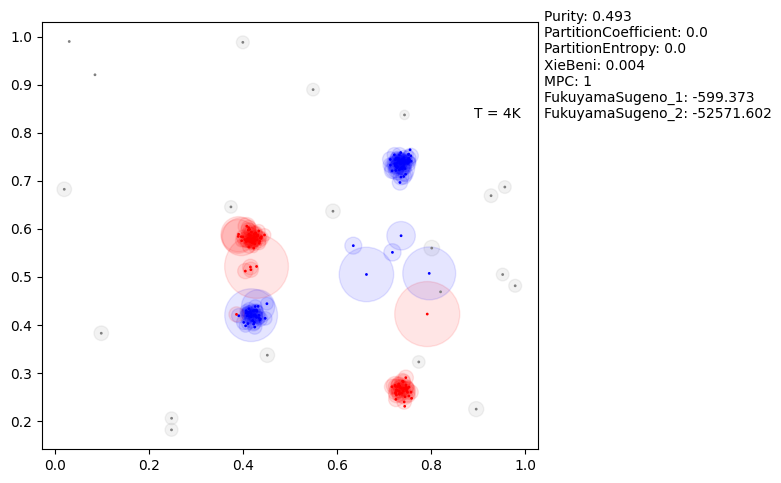 Purity: 0.493
PartitionCoefficient: 0.0
PartitionEntropy: 0.0
XieBeni: 0.004
MPC: 1
FukuyamaSugeno_1: -599.373
FukuyamaSugeno_2: -52571.602
T = 4K
1.0
0.9
0.8
0.7
0.6
0.5
0.4
0.3
0.2
0.0 0.2 0.4 0.6 0.8 1.0